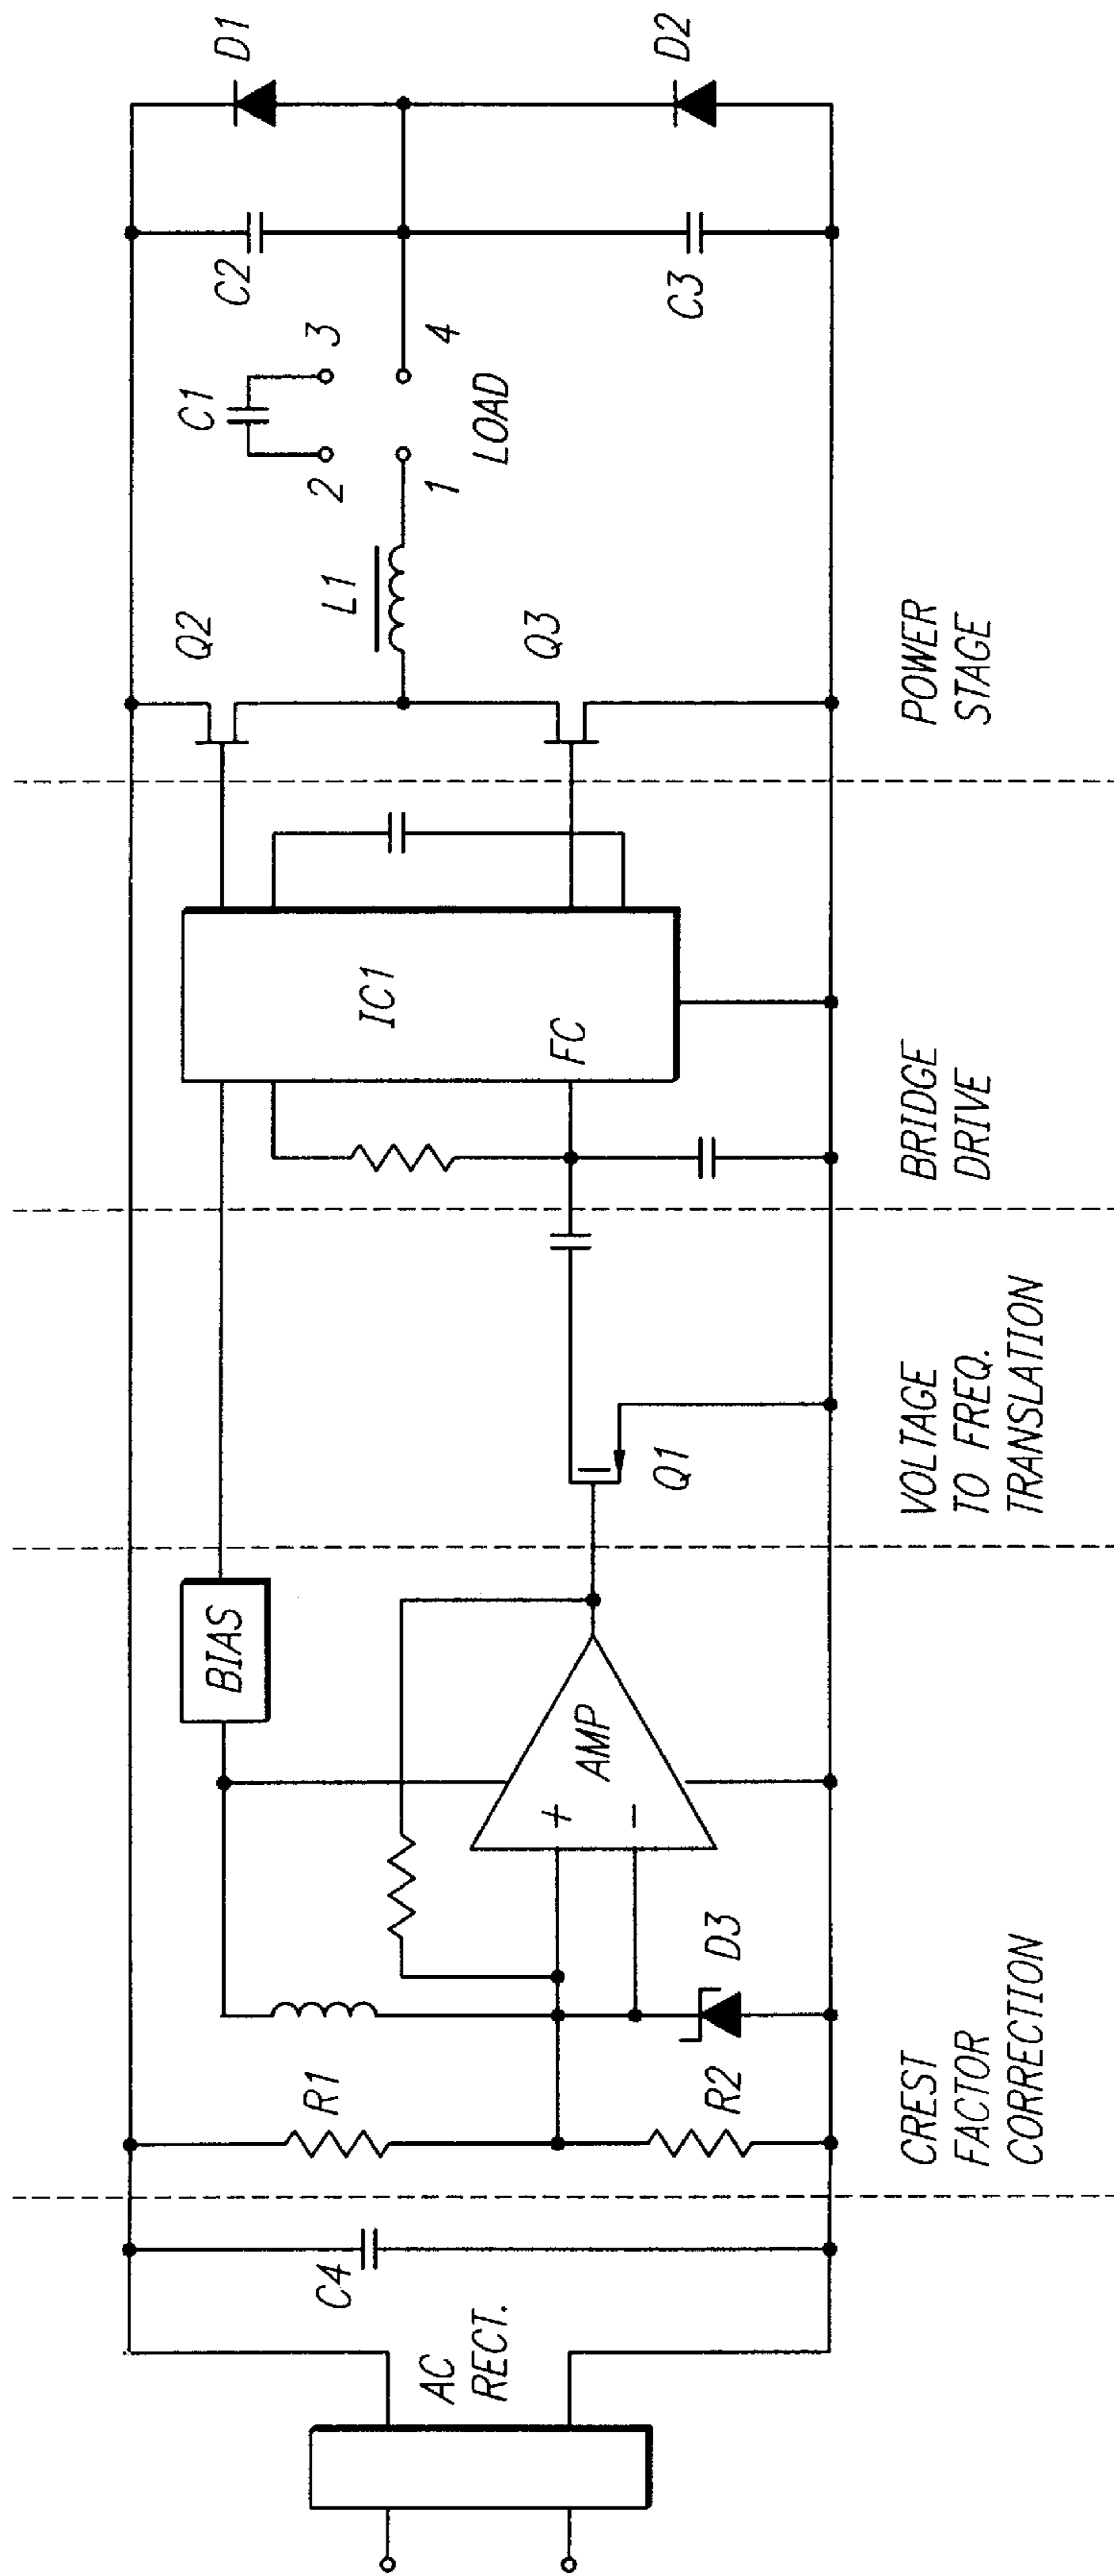 AC
RECT.
C4
R1
R2
D3
+
−
AMP
BIAS
Q1
IC1
FC
Q2
Q3
L1
C1
2
3
1
4
LOAD
C2
C3
D1
D2
CREST
FACTOR
CORRECTION
VOLTAGE
TO FREQ.
TRANSLATION
BRIDGE
DRIVE
POWER
STAGE